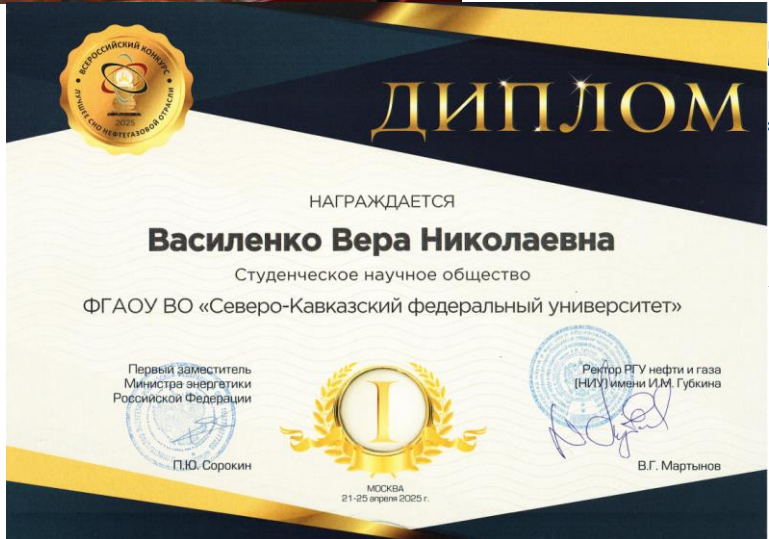 ВСЕРОССИЙСКИЙ КОНКУРС
ЛУЧШЕЕ СНО НЕФТЕГАЗОВОЙ ОТРАСЛИ
2025
ДИПЛОМ
НАГРАЖДАЕТСЯ
Василенко Вера Николаевна
Студенческое научное общество
ФГАОУ ВО «Северо-Кавказский федеральный университет»
Первый заместитель
Министра энергетики
Российской Федерации
П.Ю. Сорокин
I
МОСКВА
21-25 апреля 2025 г.
Ректор РГУ нефти и газа
(НИУ) имени И.М. Губкина
В.Г. Мартынов